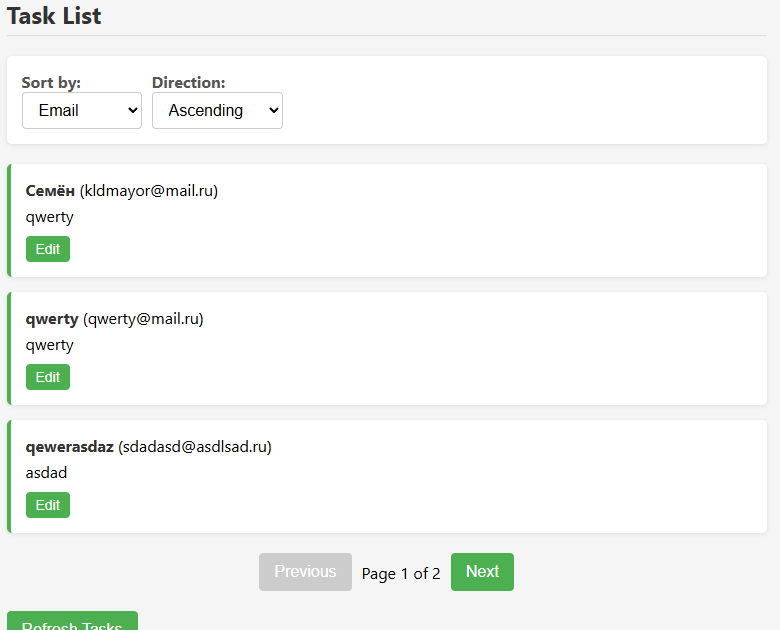 Task List
Sort by: Direction:
Email Ascending
Семён (kldmayor@mail.ru)
qwerty
Edit
qwerty (qwerty@mail.ru)
qwerty
Edit
qewerasdaz (sdadasd@asdlsad.ru)
asdad
Edit
Previous Page 1 of 2 Next
Refresh Tasks